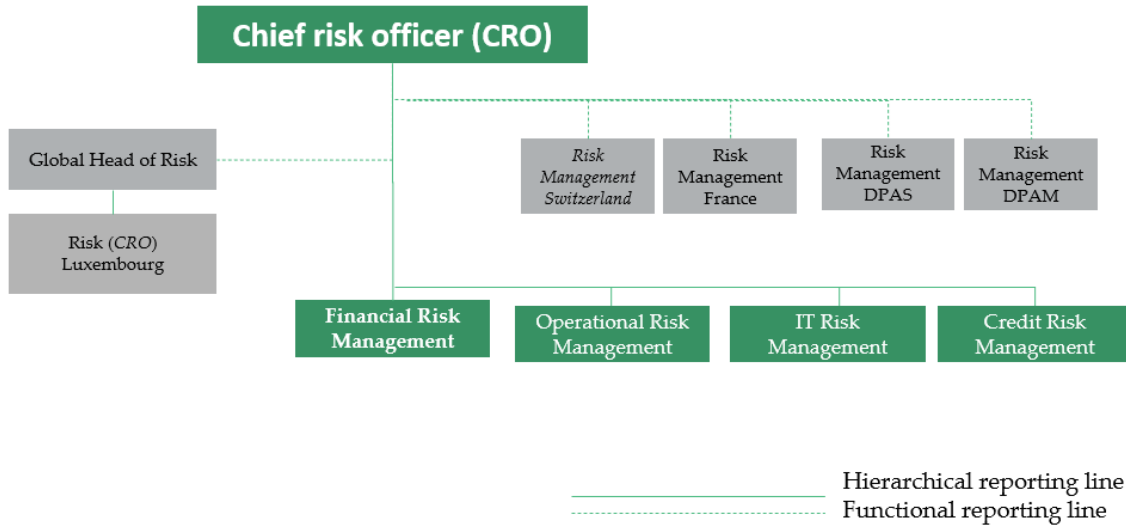 Chief risk officer (CRO)
Global Head of Risk
Risk (CRO)
Luxembourg
Risk
Management
Switzerland
Risk
Management
France
Risk
Management
DPAS
Risk
Management
DPAM
Financial Risk
Management
Operational Risk
Management
IT Risk
Management
Credit Risk
Management
Hierarchical reporting line
Functional reporting line